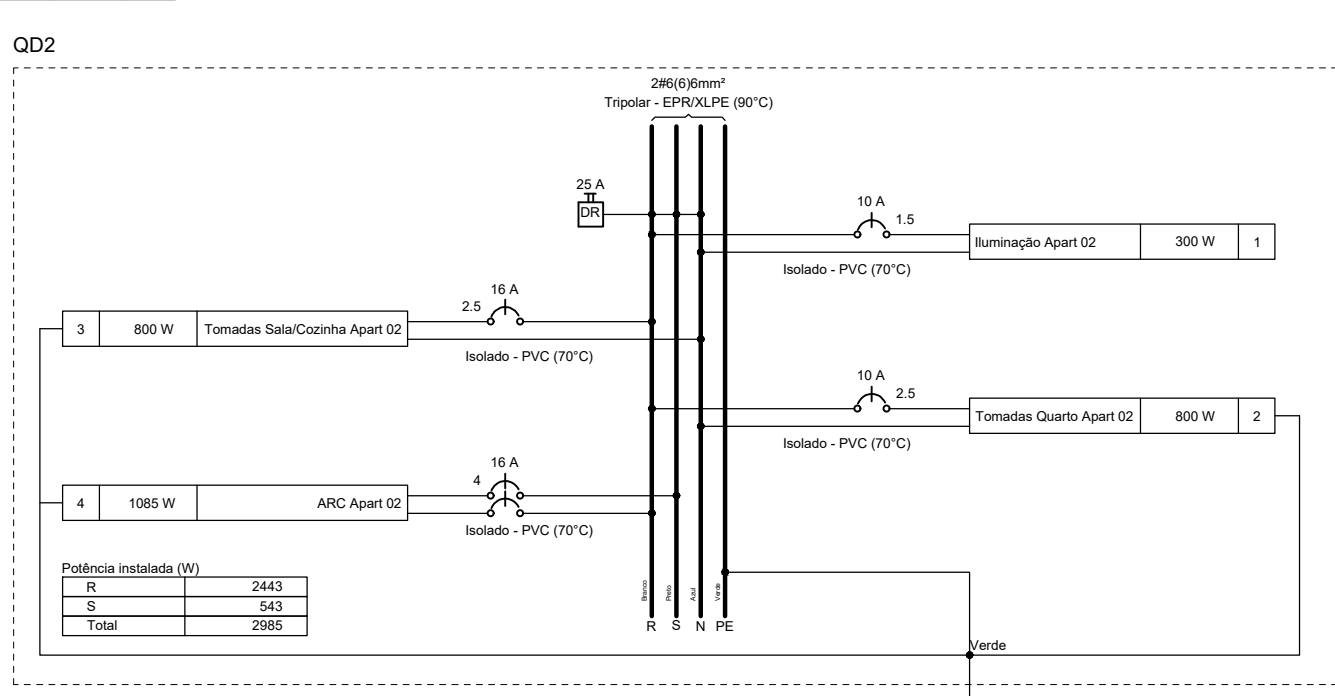 QD2
2#6(6)6mm²
Tripolar - EPR/XLPE (90°C)
25 A
DR
10 A
1.5
Iluminação Apart 02 300 W 1
Isolado - PVC (70°C)
16 A
2.5
3 800 W Tomadas Sala/Cozinha Apart 02
Isolado - PVC (70°C)
10 A
2.5
Tomadas Quarto Apart 02 800 W 2
Isolado - PVC (70°C)
16 A
4
4 1085 W ARC Apart 02
Isolado - PVC (70°C)
Potência instalada (W)
R 2443
S 543
Total 2985
Branco
Preto
Azul
Verde
R S N PE
Verde